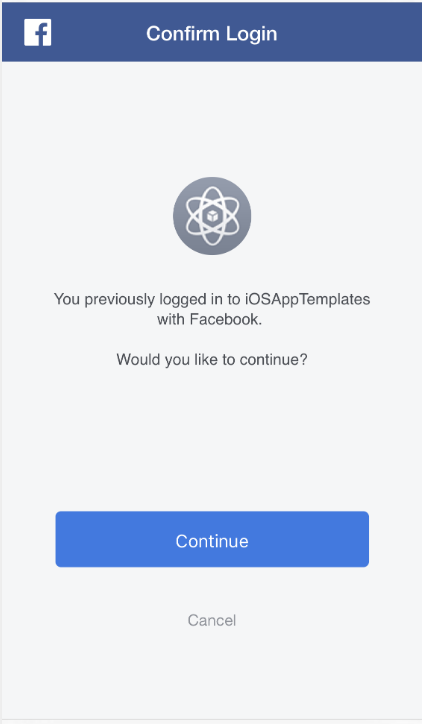 Confirm Login
You previously logged in to iOSAppTemplates
with Facebook.
Would you like to continue?
Continue
Cancel